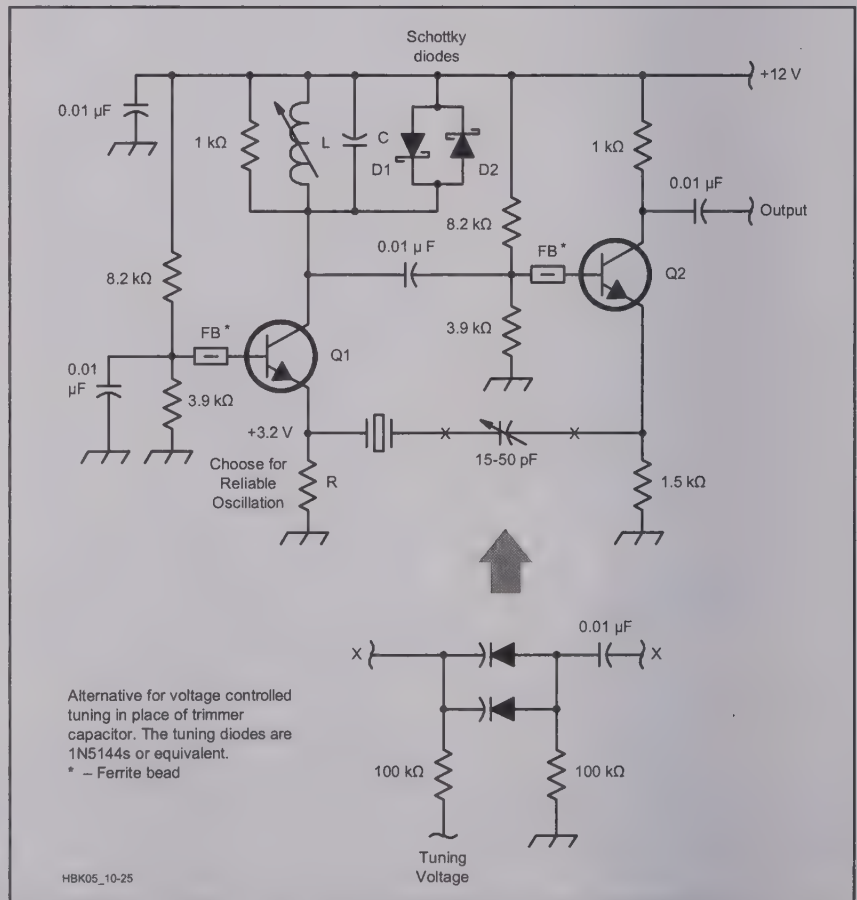 Schottky
diodes
+12 V
0.01 µF
1 kΩ
L
C
D1
D2
1 kΩ
0.01 µF
Output
8.2 kΩ
0.01 µ F
FB *
Q2
8.2 kΩ
FB *
Q1
3.9 kΩ
0.01
µF
3.9 kΩ
+3.2 V
X
X
15-50 pF
Choose for
Reliable
Oscillation
R
1.5 kΩ
0.01 µF
X
X
Alternative for voltage controlled
tuning in place of trimmer
capacitor. The tuning diodes are
1N5144s or equivalent.
* – Ferrite bead
100 kΩ
100 kΩ
Tuning
Voltage
HBK05_10-25